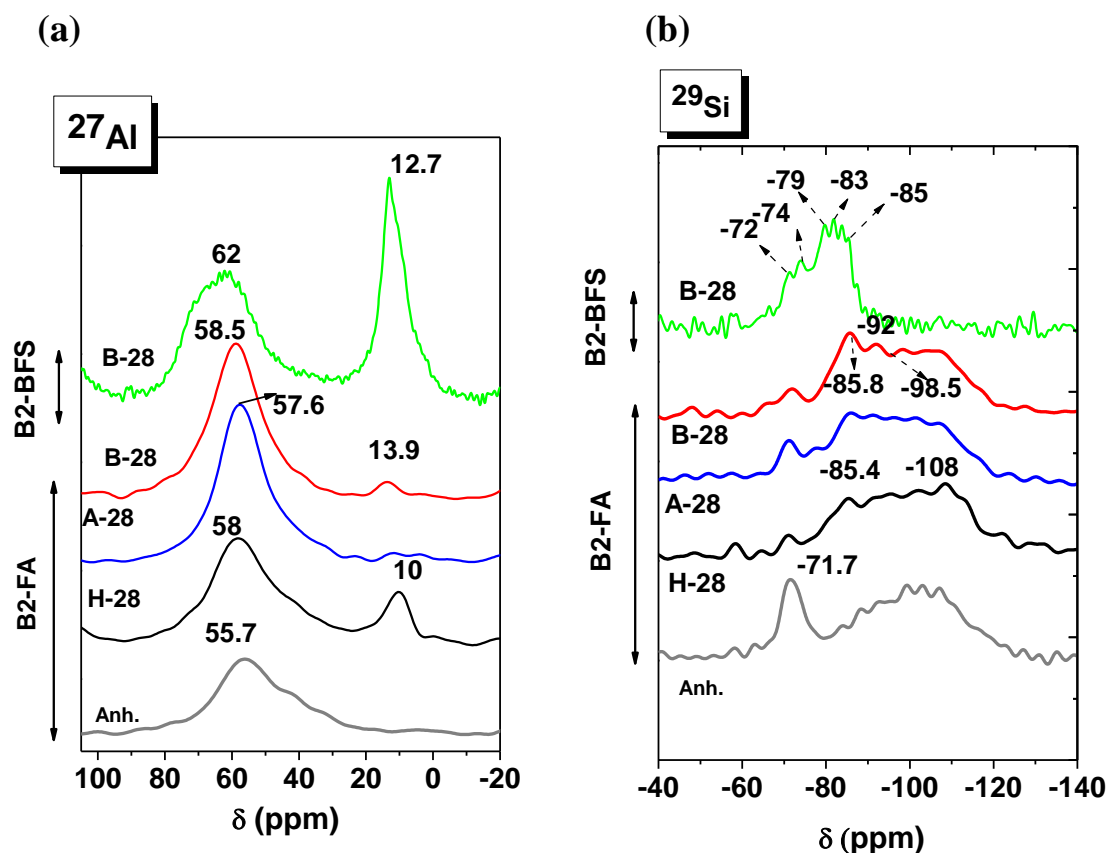 (a)
27Al
12.7
62
58.5
B-28
57.6
13.9
B-28
A-28
58
10
H-28
55.7
Anh.
B2-BFS
B2-FA
100 80 60 40 20 0 -20
δ (ppm)
(b)
29Si
-79 -83
-74 -85
-72
B-28
-92
-85.8
-98.5
B-28
-85.4 -108
A-28
-71.7
H-28
Anh.
B2-BFS
B2-FA
-40 -60 -80 -100 -120 -140
δ (ppm)